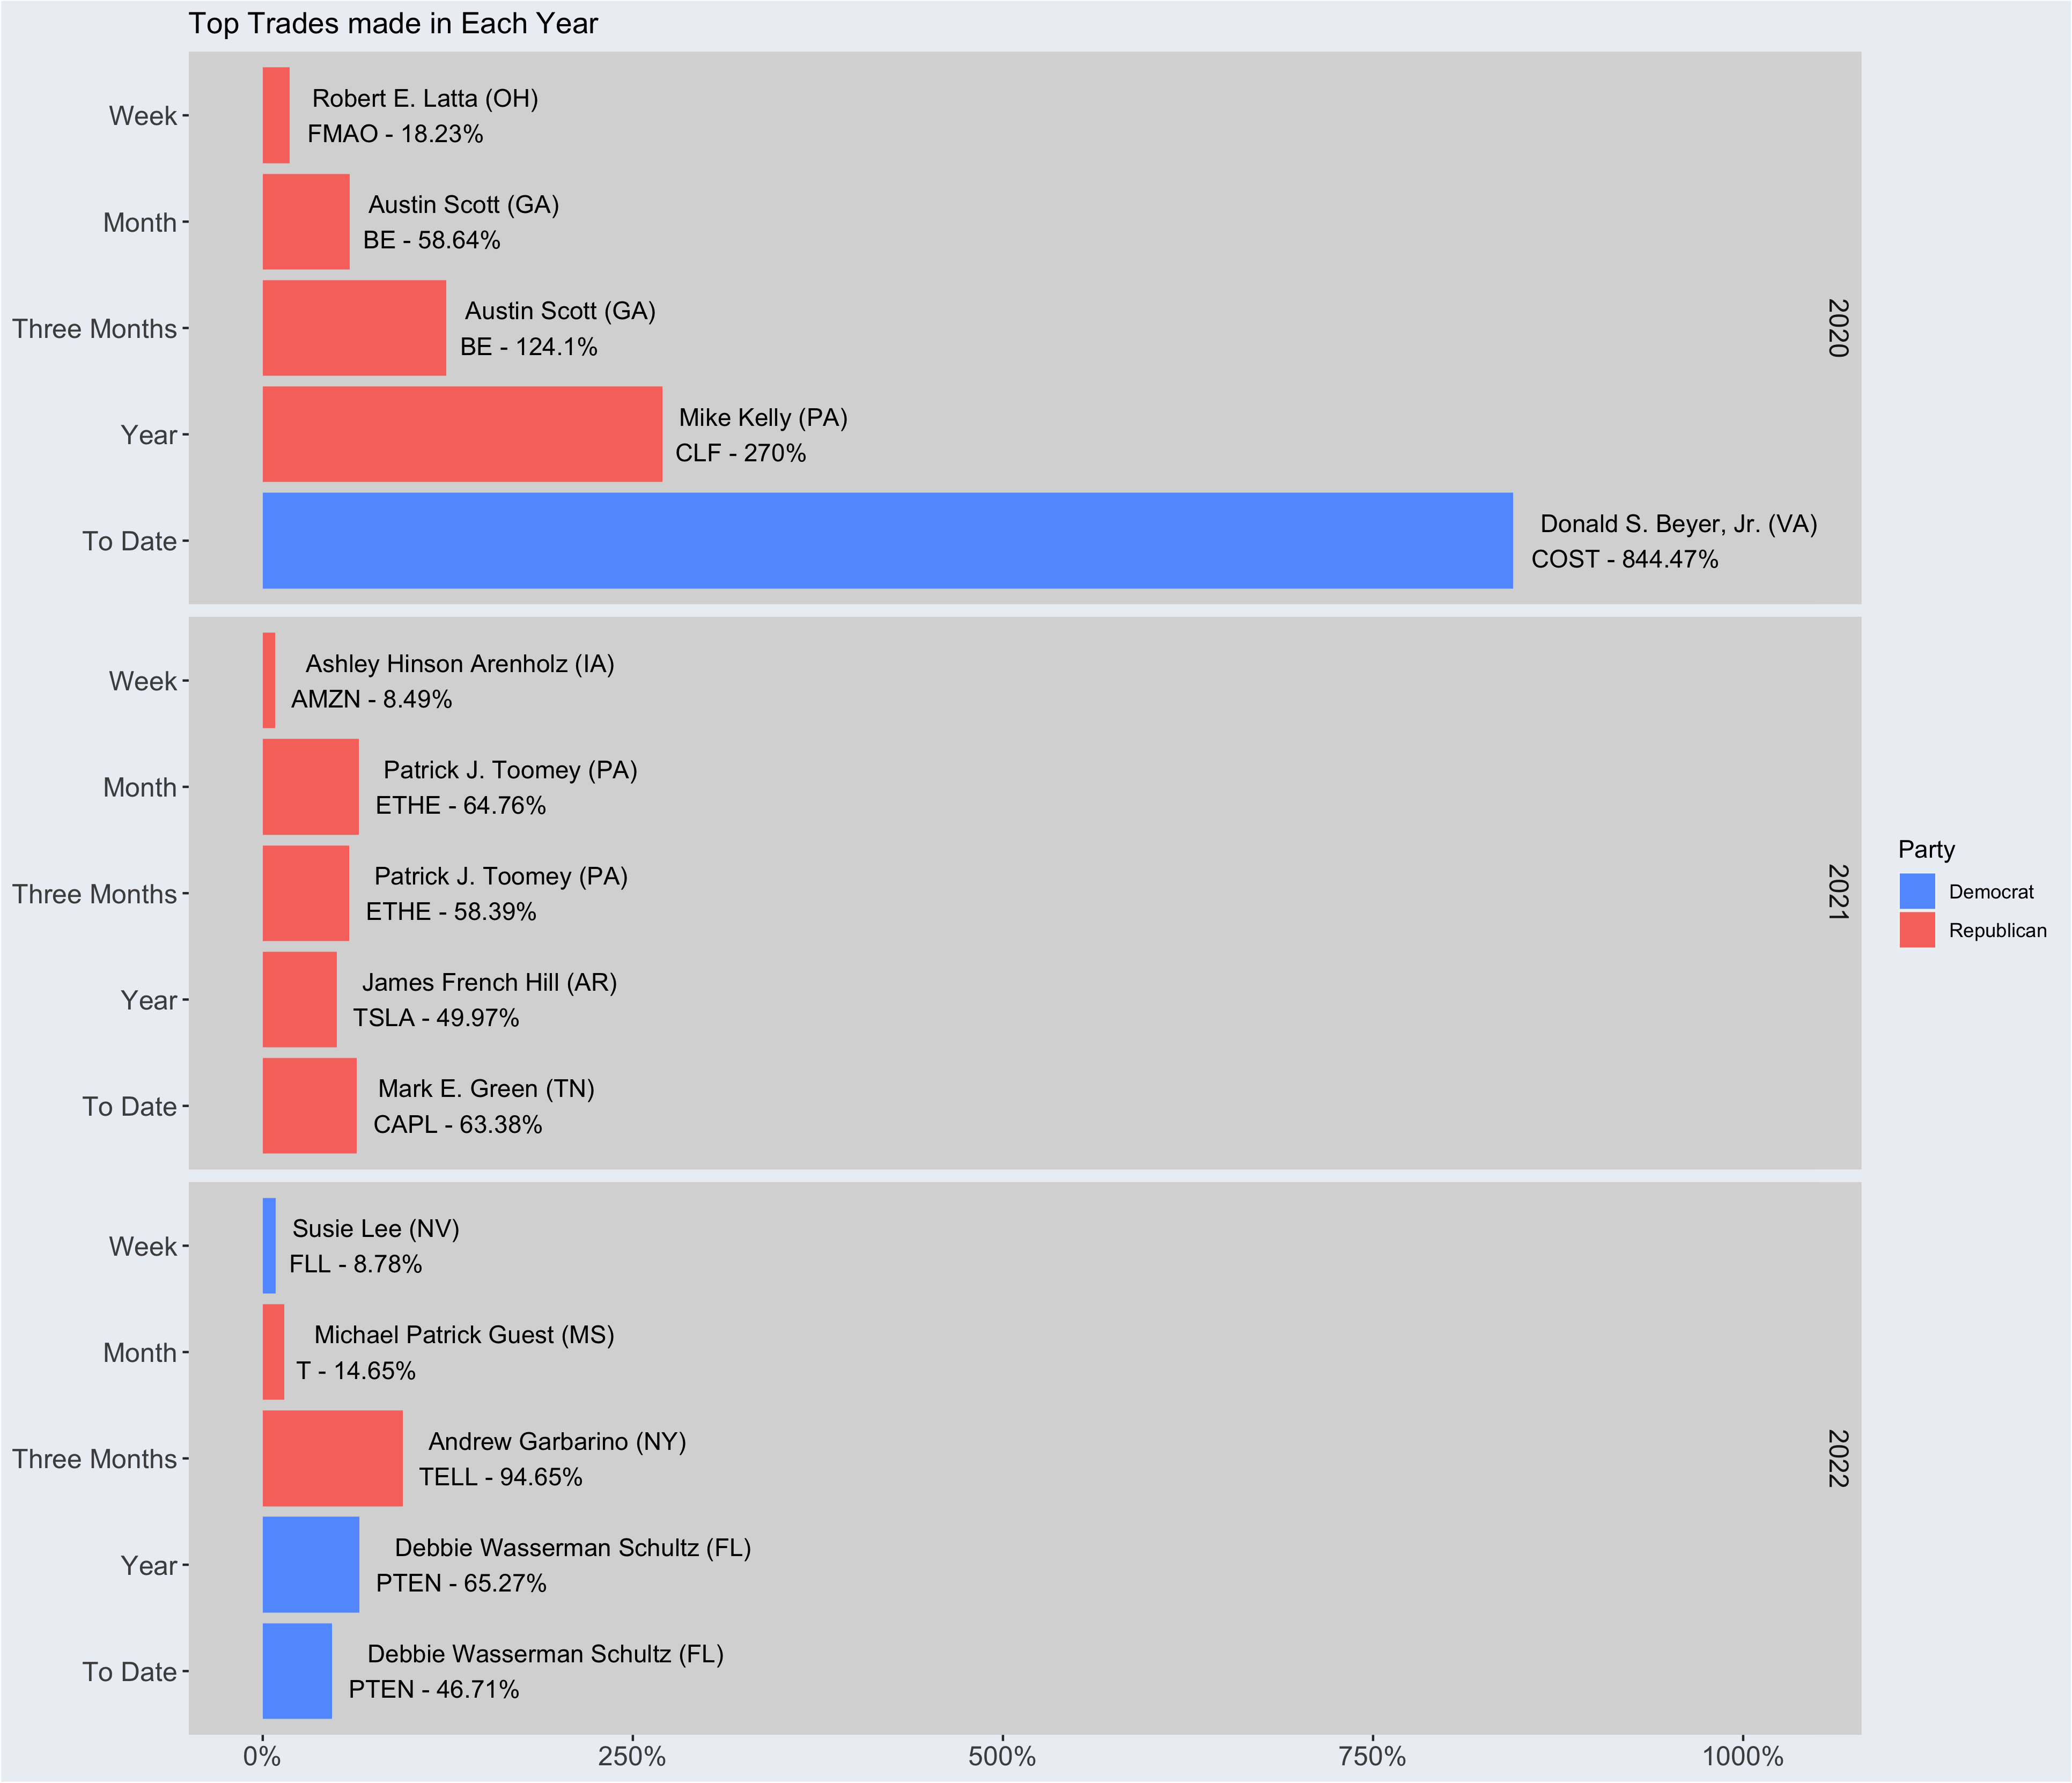 Top Trades made in Each Year
Week
Robert E. Latta (OH)
FMAO - 18.23%
Month
Austin Scott (GA)
BE - 58.64%
Three Months
Austin Scott (GA)
BE - 124.1%
Year
Mike Kelly (PA)
CLF - 270%
To Date
Donald S. Beyer, Jr. (VA)
COST - 844.47%
2020
Week
Ashley Hinson Arenholz (IA)
AMZN - 8.49%
Month
Patrick J. Toomey (PA)
ETHE - 64.76%
Three Months
Patrick J. Toomey (PA)
ETHE - 58.39%
Year
James French Hill (AR)
TSLA - 49.97%
To Date
Mark E. Green (TN)
CAPL - 63.38%
2021
Week
Susie Lee (NV)
FLL - 8.78%
Month
Michael Patrick Guest (MS)
T - 14.65%
Three Months
Andrew Garbarino (NY)
TELL - 94.65%
Year
Debbie Wasserman Schultz (FL)
PTEN - 65.27%
To Date
Debbie Wasserman Schultz (FL)
PTEN - 46.71%
2022
0% 250% 500% 750% 1000%
Party
Democrat
Republican